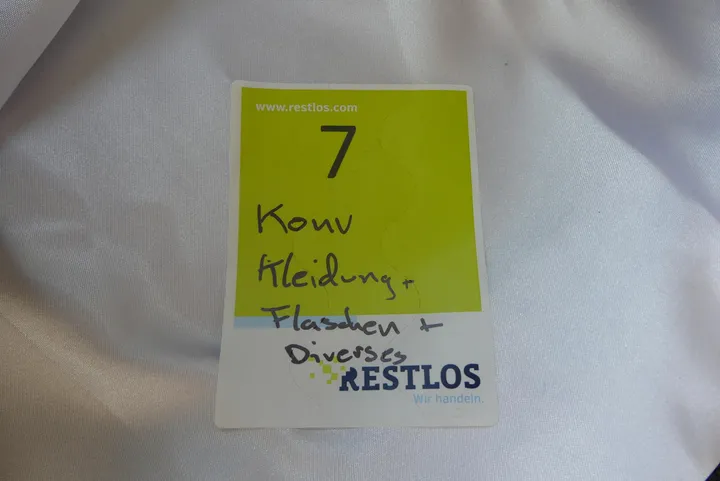 www.restlos.com
7
Konv
Kleidung +
Flaschen +
Diverses
RESTLOS
Wir handeln.